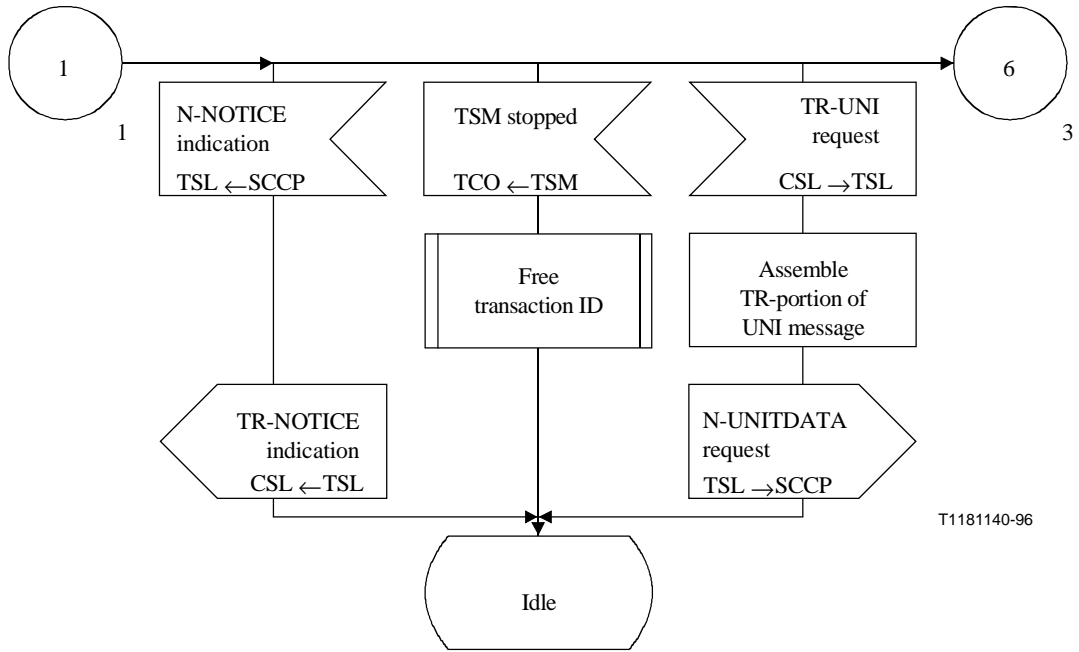 1
1
N-NOTICE
indication
TSL ←SCCP
TSM stopped
TCO ←TSM
TR-UNI
request
CSL →TSL
6
3
Free
transaction ID
Assemble
TR-portion of
UNI message
TR-NOTICE
indication
CSL ←TSL
N-UNITDATA
request
TSL →SCCP
T1181140-96
Idle